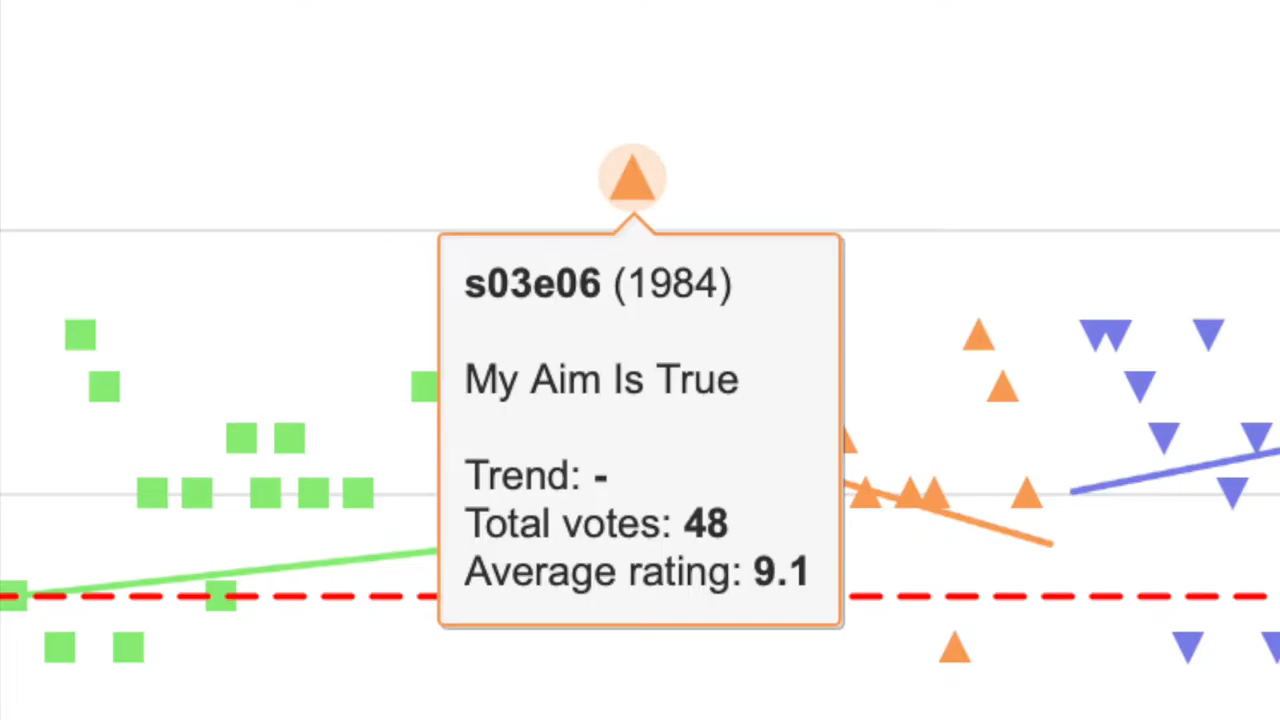 s03e06 (1984)
My Aim Is True
Trend: -
Total votes: 48
Average rating: 9.1